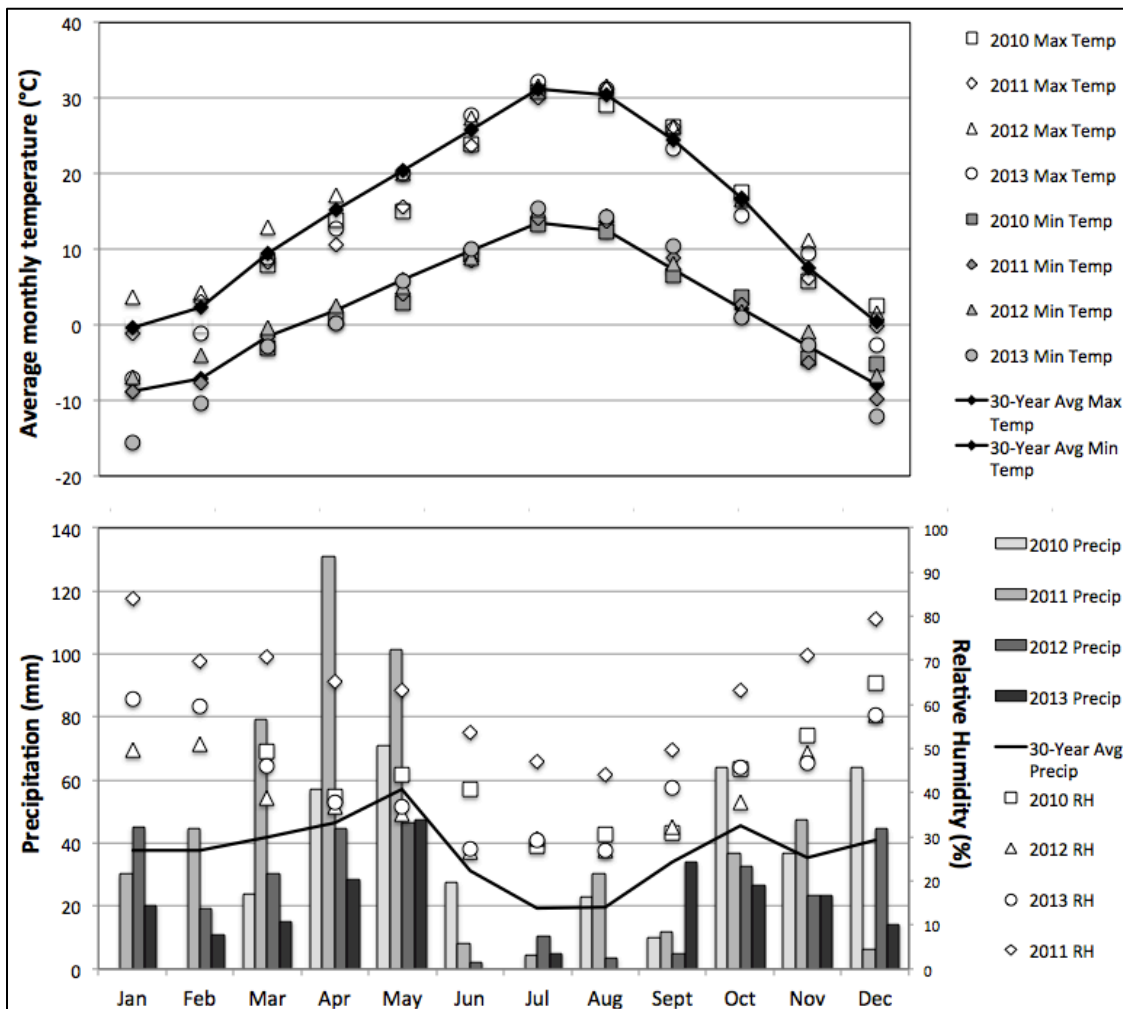 Average monthly temperature (°C)
40
30
20
10
0
-10
-20
2010 Max Temp
2011 Max Temp
2012 Max Temp
2013 Max Temp
2010 Min Temp
2011 Min Temp
2012 Min Temp
2013 Min Temp
30-Year Avg Max
Temp
30-Year Avg Min
Temp
Precipitation (mm)
140
120
100
80
60
40
20
0
Jan Feb Mar Apr May Jun Jul Aug Sept Oct Nov Dec
100
90
80
70
60
50
40
30
20
10
0
Relative Humidity (%)
2010 Precip
2011 Precip
2012 Precip
2013 Precip
30-Year Avg
Precip
2010 RH
2012 RH
2013 RH
2011 RH